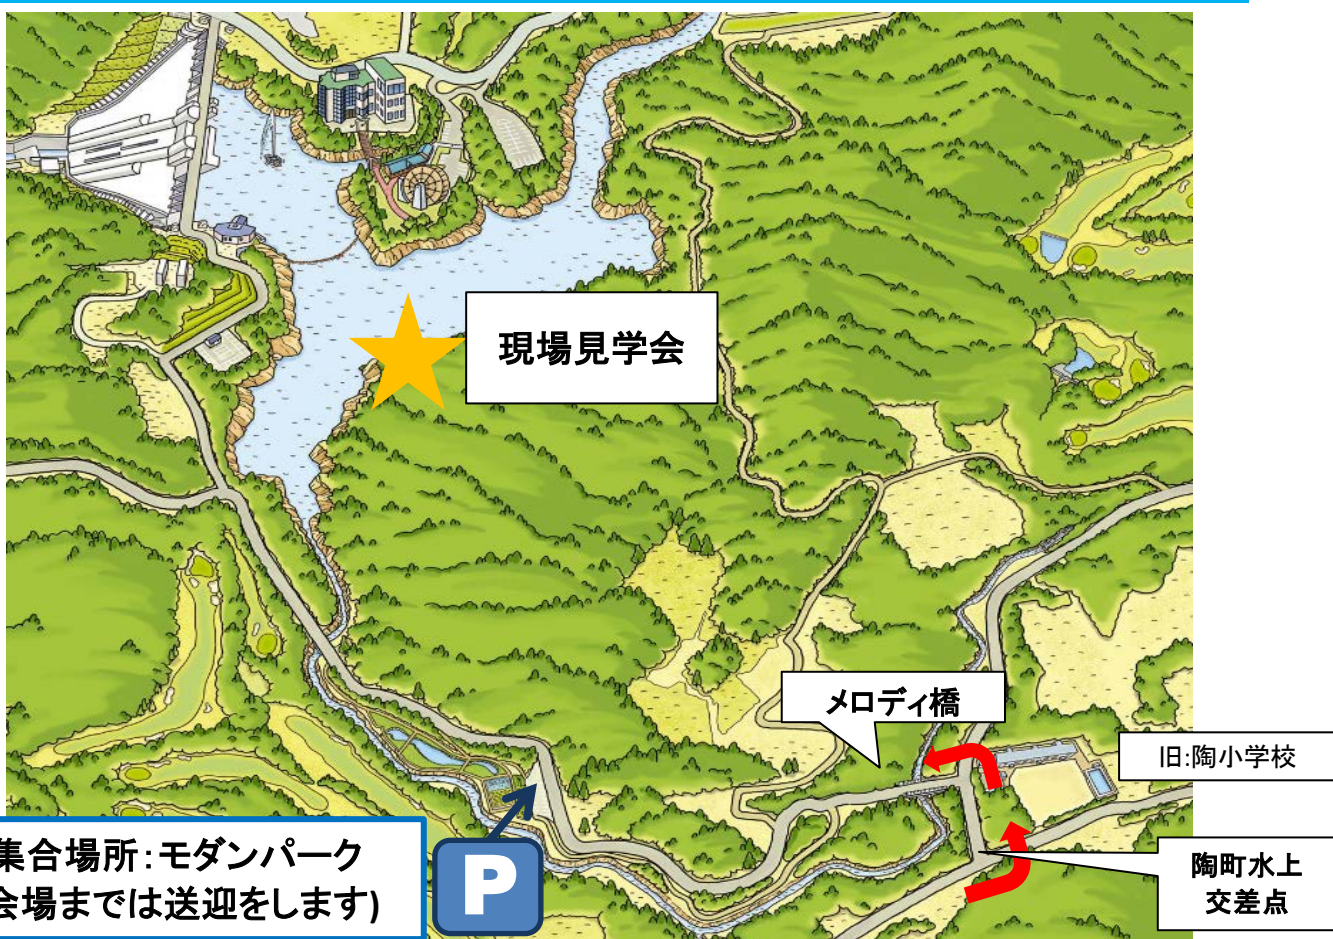 現場見学会
メロディ橋
旧:陶小学校
陶町水上
交差点
集合場所:モダンパーク
会場までは送迎をします)
P